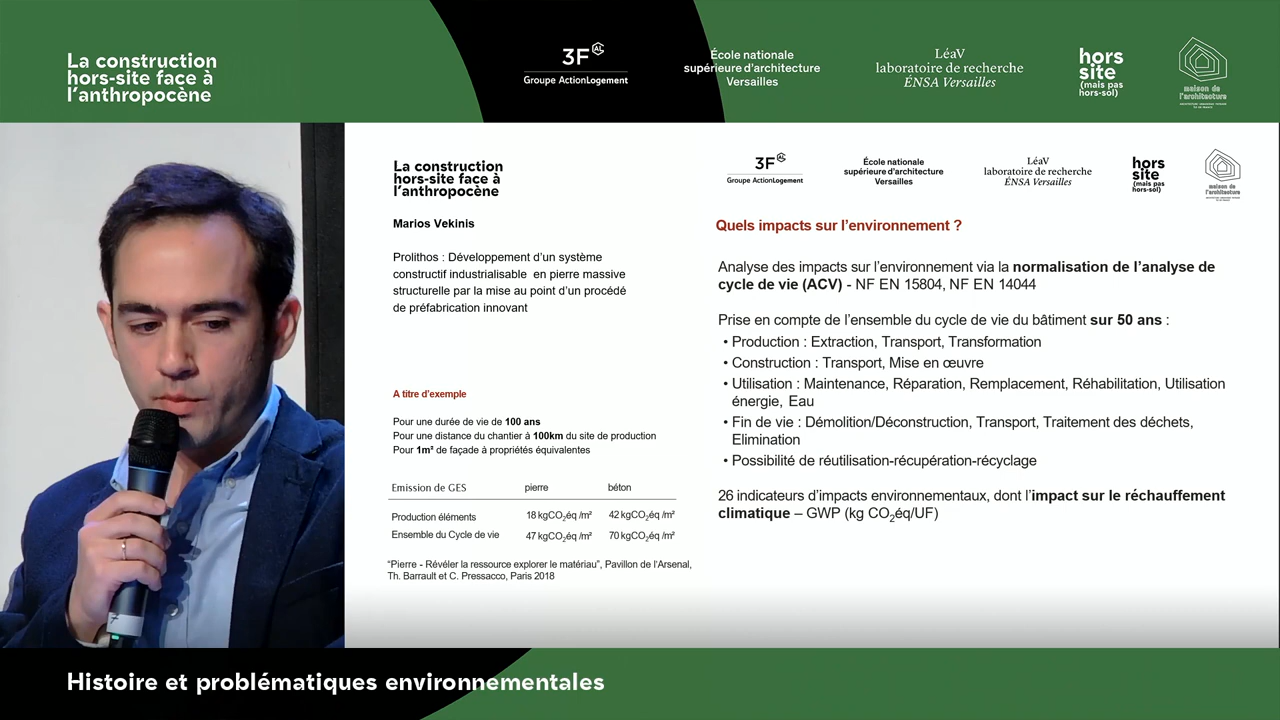 La construction
hors-site face à
l'anthropocène
3F AL
Groupe ActionLogement
École nationale
supérieure d'architecture
Versailles
LéaV
laboratoire de recherche
ÉNSA Versailles
hors
site
(mais pas
hors-sol)
maison de
l'architecture
La construction
hors-site face à
l'anthropocène
3F AL
Groupe ActionLogement
École nationale
supérieure d'architecture
Versailles
LéaV
laboratoire de recherche
ÉNSA Versailles
hors
site
(mais pas
hors-sol)
maison de
l'architecture
Marios Vekinis
Prolithos : Développement d'un système
constructif industrialisable en pierre massive
structurelle par la mise au point d'un procédé
de préfabrication innovant
A titre d'exemple
Pour une durée de vie de 100 ans
Pour une distance du chantier à 100km du site de production
Pour 1m² de façade à propriétés équivalentes
Emission de GES pierre béton
Production éléments 18 kgCO₂éq /m² 42 kgCO₂éq /m²
Ensemble du Cycle de vie 47 kgCO₂éq /m² 70 kgCO₂éq /m²
"Pierre - Révéler la ressource explorer le matériau", Pavillon de l'Arsenal,
Th. Barrault et C. Pressacco, Paris 2018
Quels impacts sur l'environnement ?
Analyse des impacts sur l'environnement via la normalisation de l'analyse de
cycle de vie (ACV) - NF EN 15804, NF EN 14044
Prise en compte de l'ensemble du cycle de vie du bâtiment sur 50 ans :
• Production : Extraction, Transport, Transformation
• Construction : Transport, Mise en œuvre
• Utilisation : Maintenance, Réparation, Remplacement, Réhabilitation, Utilisation
énergie, Eau
• Fin de vie : Démolition/Déconstruction, Transport, Traitement des déchets,
Elimination
• Possibilité de réutilisation-récupération-récyclage
26 indicateurs d'impacts environnementaux, dont l'impact sur le réchauffement
climatique – GWP (kg CO₂éq/UF)
Histoire et problématiques environnementales